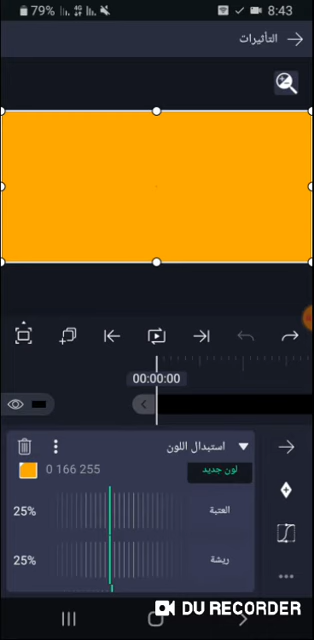 79% 4G 8:43
التأثيرات
00:00:00
استبدال اللون
0 166 255 لون جديد
25% العتبة
25% ريشة
DU RECORDER